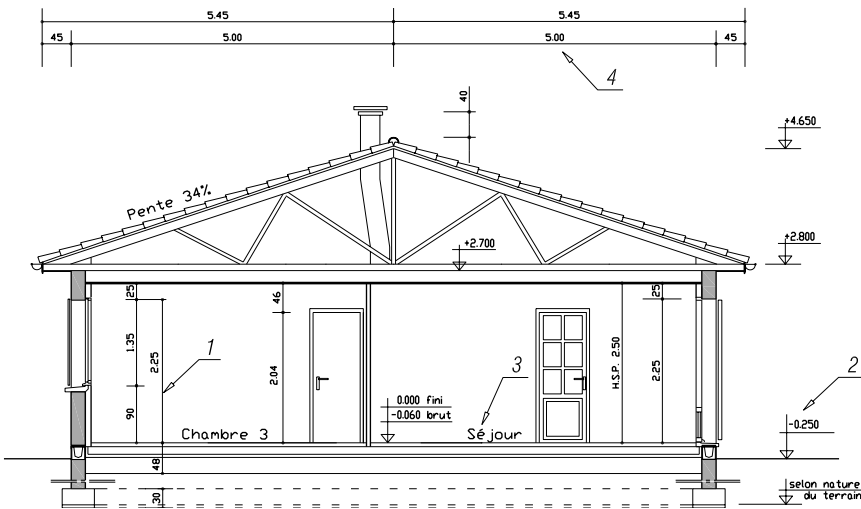 5.45 5.45
45 5.00 5.00 45
4
40
+4.650
Pente 34%
+2.700
+2.800
25 46 25
1.35 2.25 1 2.04 H.S.P. 2.50 2.25
3 2
0.000 fini
-0.060 brut
90
-0.250
Chambre 3 Séjour
48
30
selon nature
du terrain